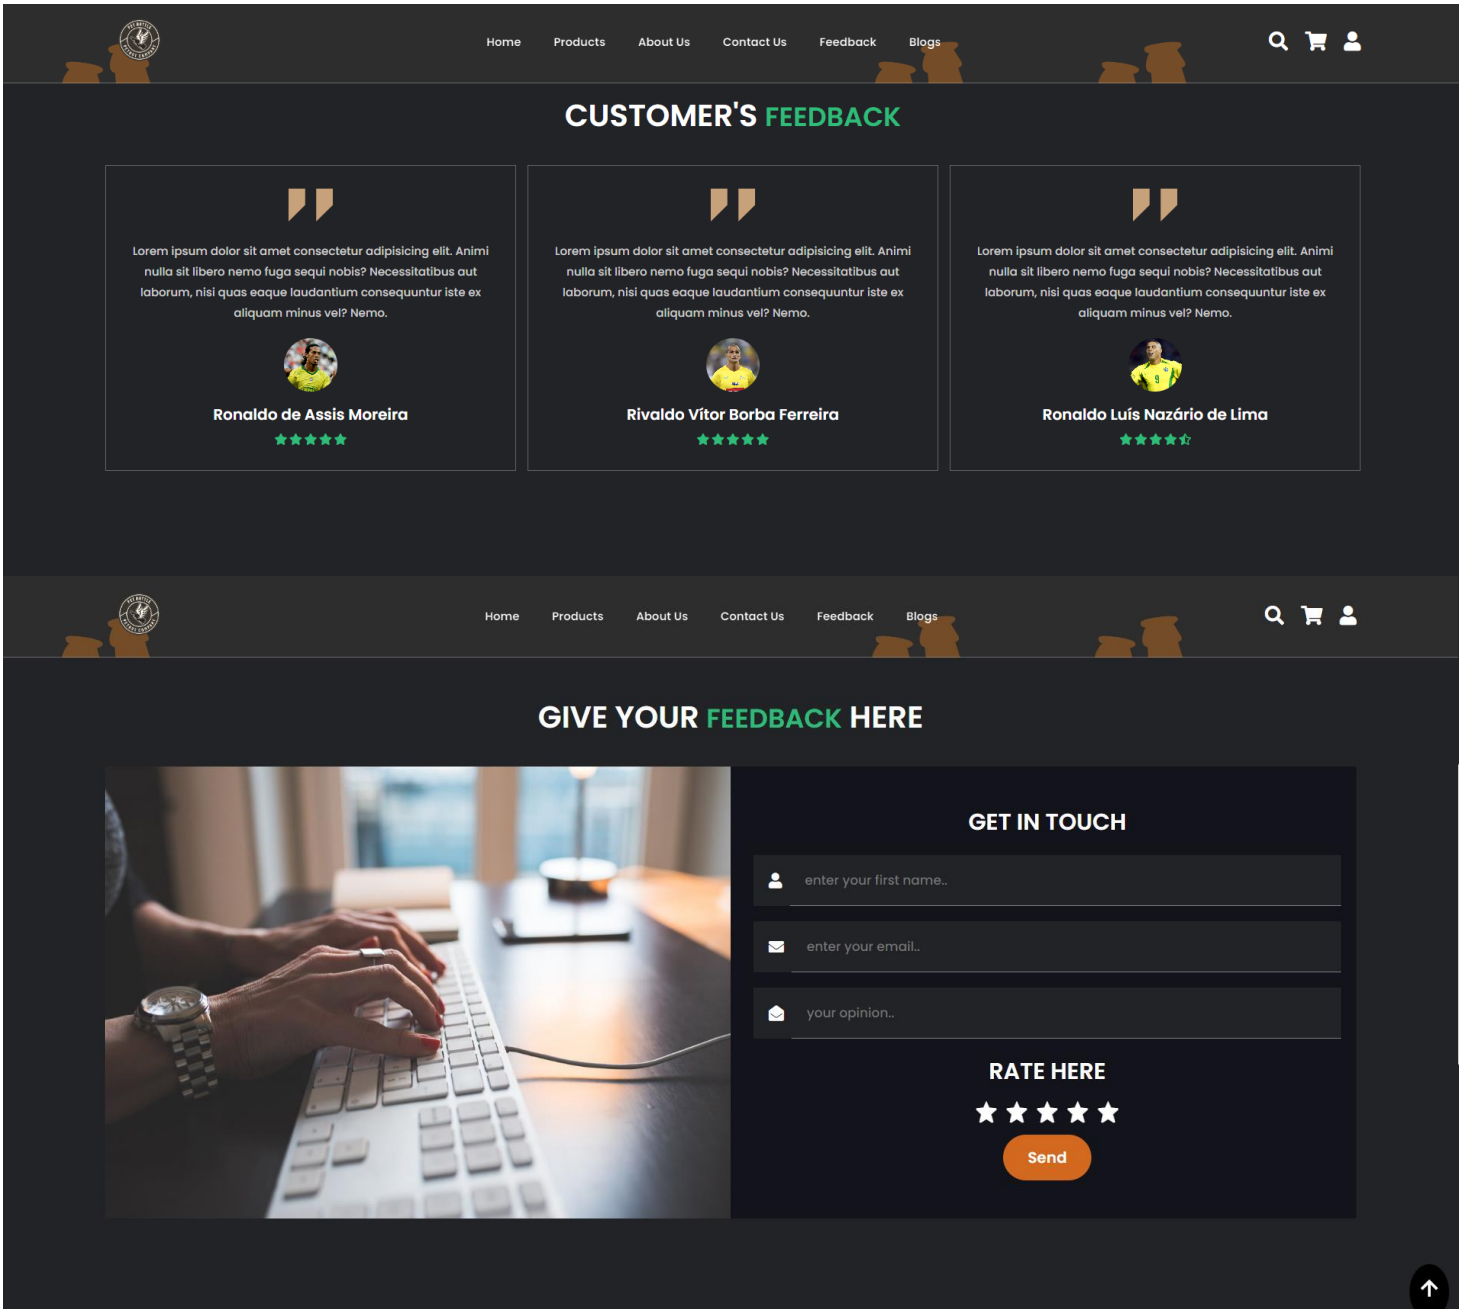 Home Products About Us Contact Us Feedback Blogs
CUSTOMER'S FEEDBACK
Lorem ipsum dolor sit amet consectetur adipisicing elit. Animi
nulla sit libero nemo fuga sequi nobis? Necessitatibus aut
laborum, nisi quas eaque laudantium consequuntur iste ex
aliquam minus vel? Nemo.
Ronaldo de Assis Moreira
Lorem ipsum dolor sit amet consectetur adipisicing elit. Animi
nulla sit libero nemo fuga sequi nobis? Necessitatibus aut
laborum, nisi quas eaque laudantium consequuntur iste ex
aliquam minus vel? Nemo.
Rivaldo Vítor Borba Ferreira
Lorem ipsum dolor sit amet consectetur adipisicing elit. Animi
nulla sit libero nemo fuga sequi nobis? Necessitatibus aut
laborum, nisi quas eaque laudantium consequuntur iste ex
aliquam minus vel? Nemo.
9
Ronaldo Luís Nazário de Lima
Home Products About Us Contact Us Feedback Blogs
GIVE YOUR FEEDBACK HERE
GET IN TOUCH
enter your first name..
enter your email..
your opinion..
RATE HERE
Send